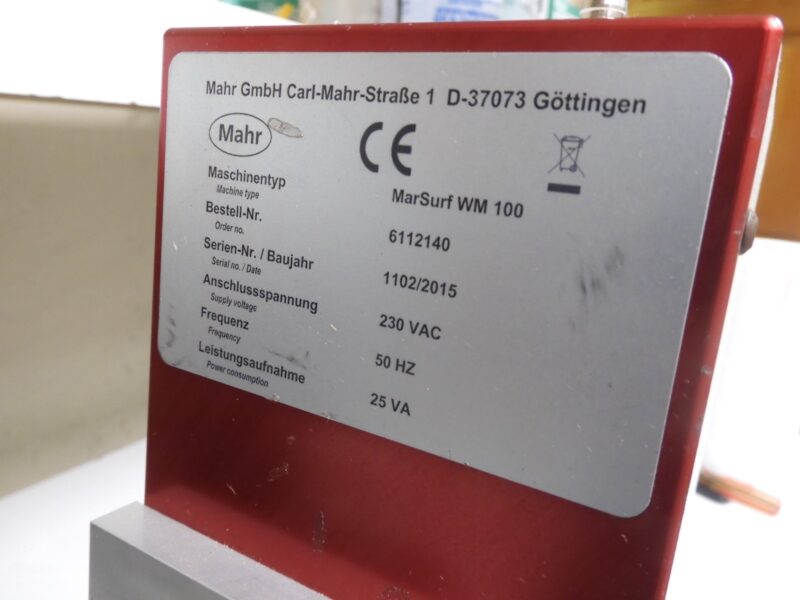 Mahr GmbH Carl-Mahr-Straße 1 D-37073 Göttingen
Mahr
CE
Maschinentyp
Machine type
MarSurf WM 100
Bestell-Nr.
Order no.
6112140
Serien-Nr. / Baujahr
Serial no. / Date
1102/2015
Anschlussspannung
Supply voltage
230 VAC
Frequenz
Frequency
50 HZ
Leistungsaufnahme
Power consumption
25 VA